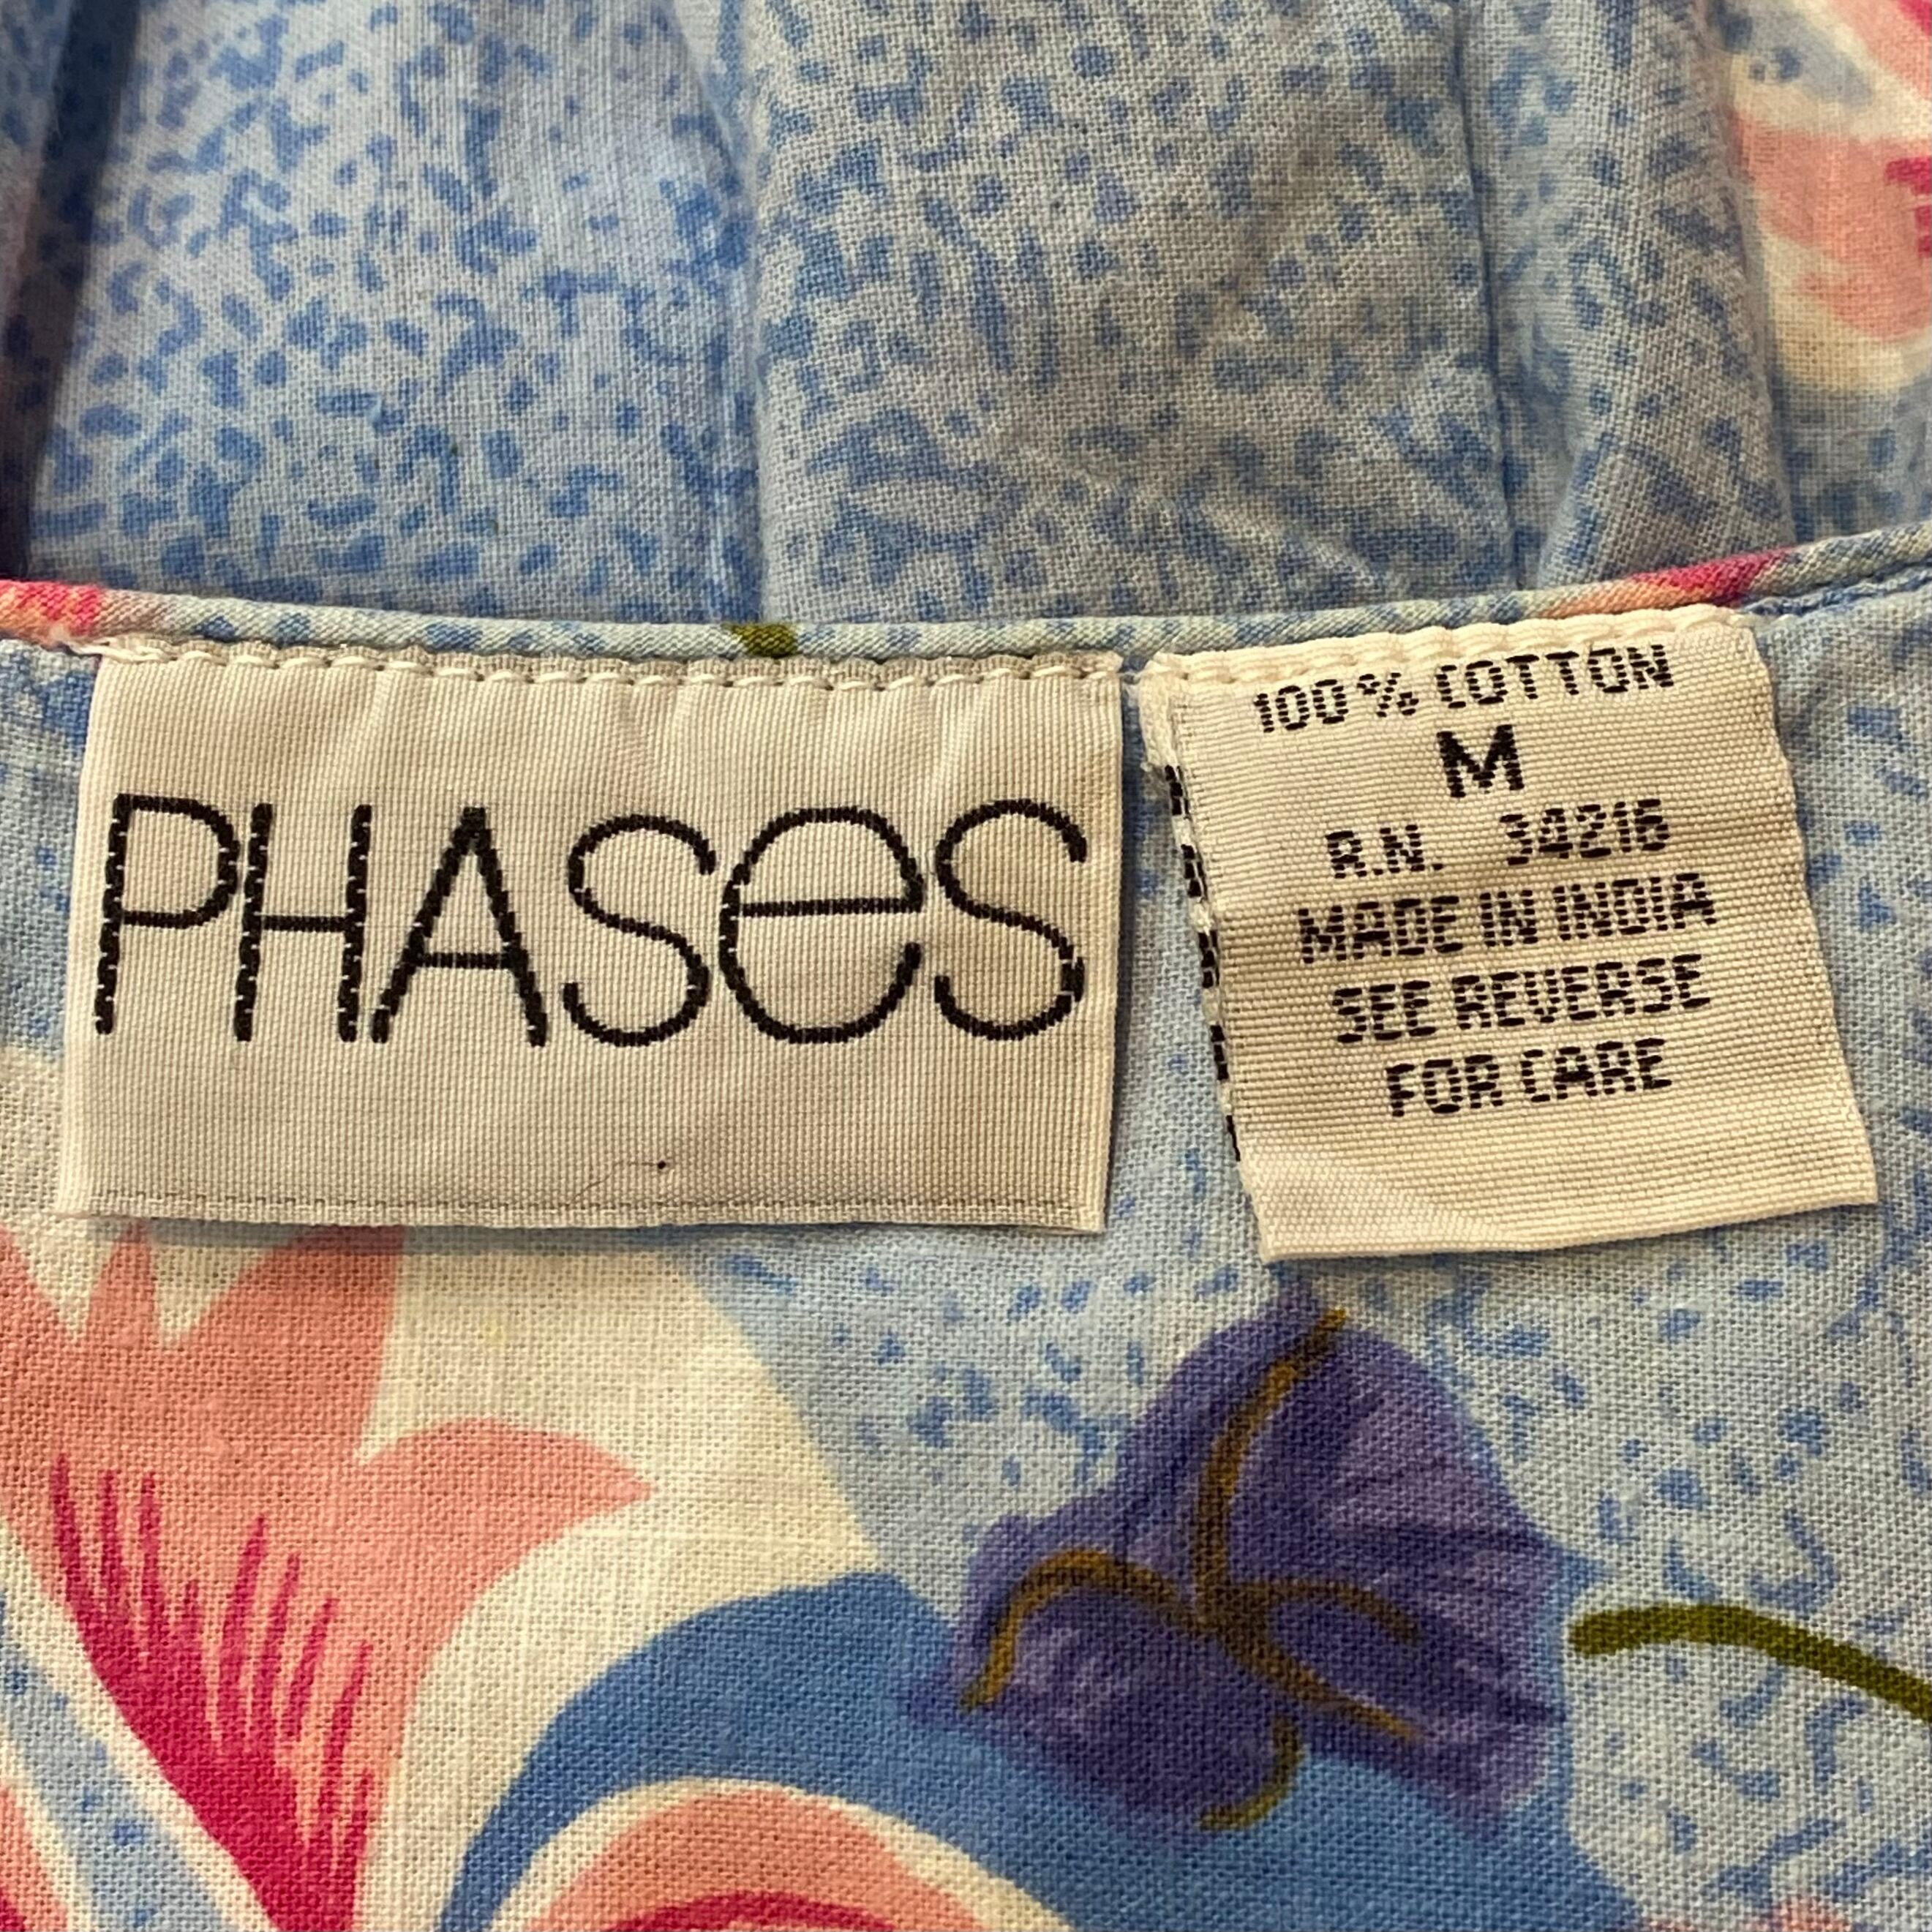 PHASeS
100% COTTON
M
R.N. 34216
MADE IN INDIA
SEE REVERSE
FOR CARE